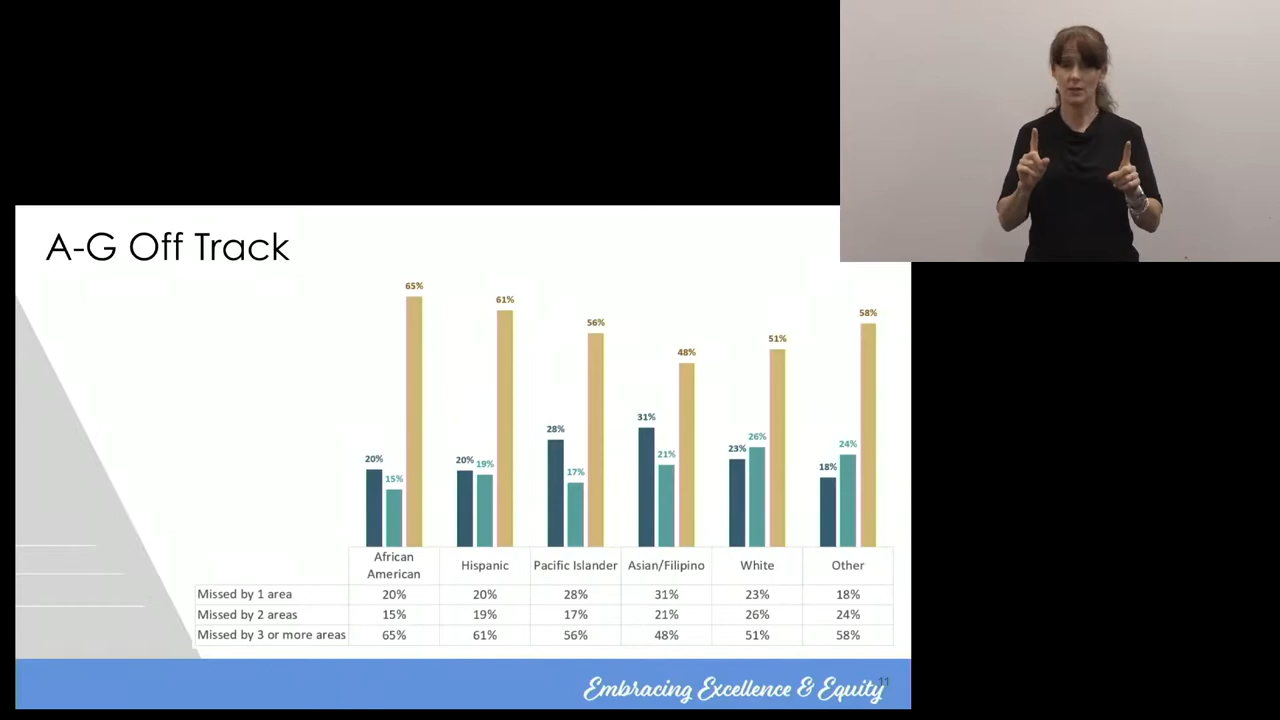 A-G Off Track
65%
61%
56%
48%
51%
58%
20%
15%
20%
19%
28%
17%
31%
21%
23%
26%
18%
24%
African American
Hispanic
Pacific Islander
Asian/Filipino
White
Other
Missed by 1 area 20% 20% 28% 31% 23% 18%
Missed by 2 areas 15% 19% 17% 21% 26% 24%
Missed by 3 or more areas 65% 61% 56% 48% 51% 58%
Embracing Excellence & Equity
11